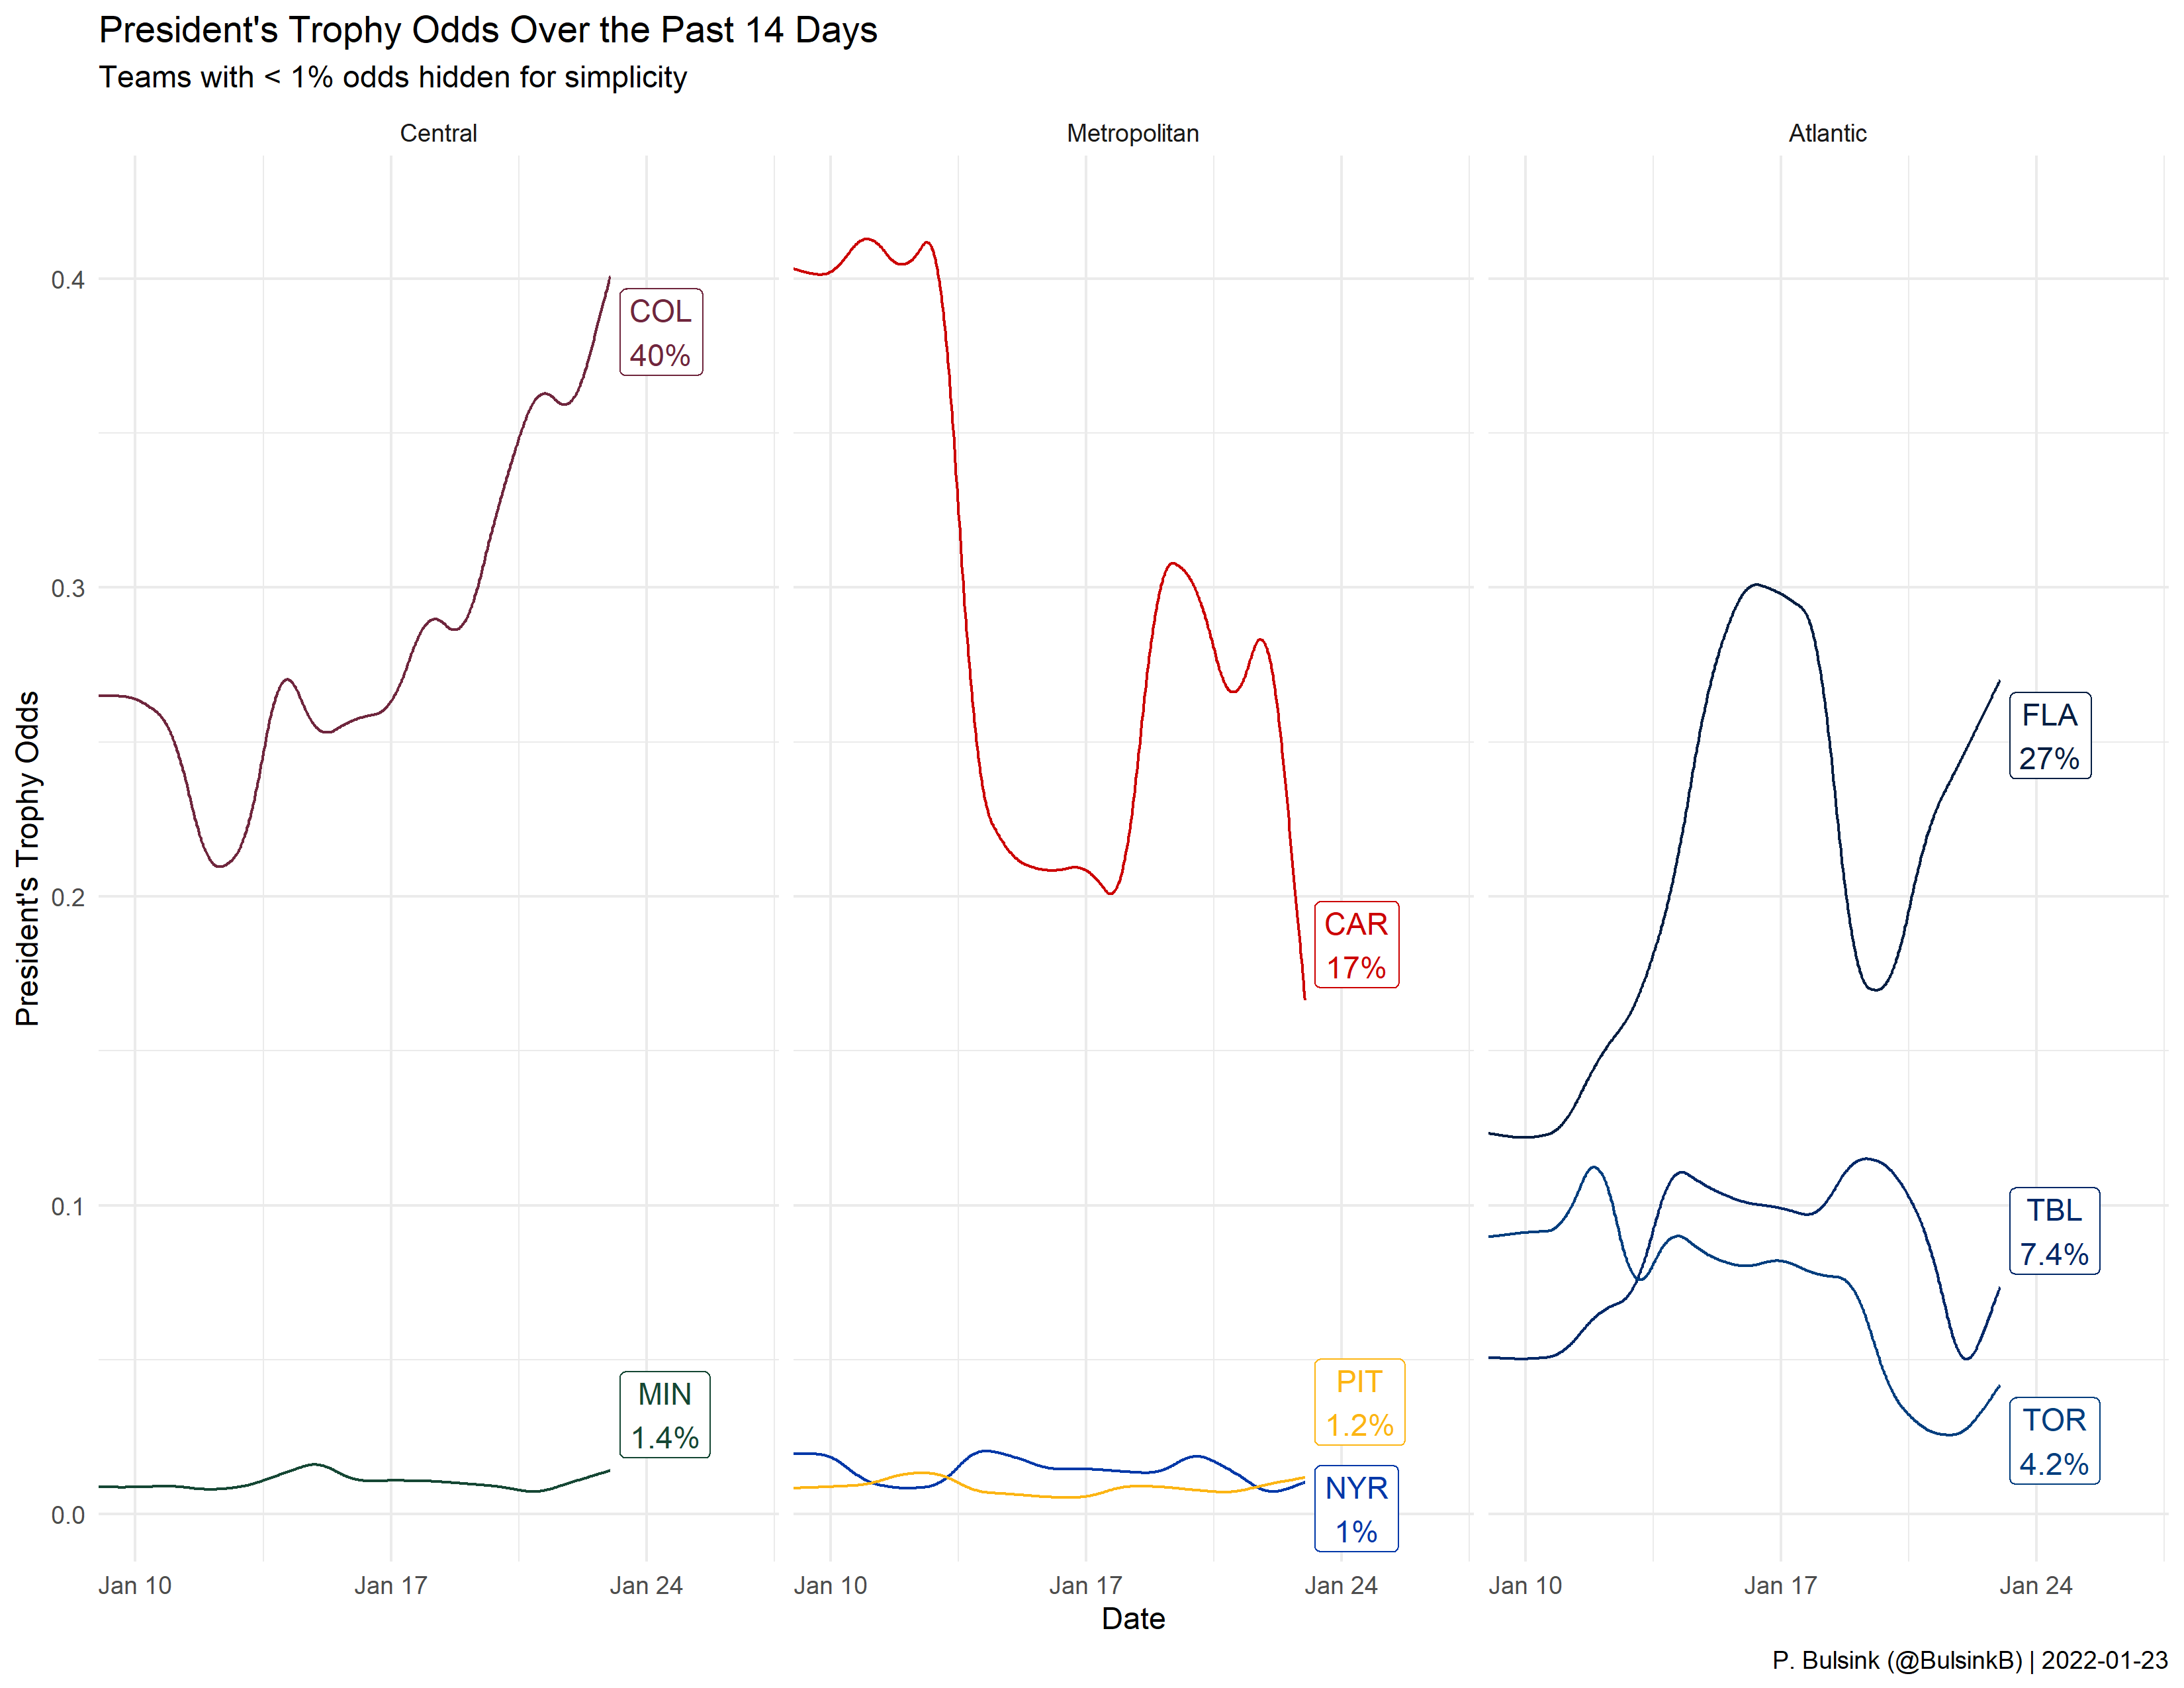 President's Trophy Odds Over the Past 14 Days
Teams with < 1% odds hidden for simplicity
Central
Metropolitan
Atlantic
President's Trophy Odds
0.4
0.3
0.2
0.1
0.0
COL
40%
MIN
1.4%
CAR
17%
PIT
1.2%
NYR
1%
FLA
27%
TBL
7.4%
TOR
4.2%
Jan 10
Jan 17
Jan 24
Jan 10
Jan 17
Jan 24
Jan 10
Jan 17
Jan 24
Date
P. Bulsink (@BulsinkB) | 2022-01-23